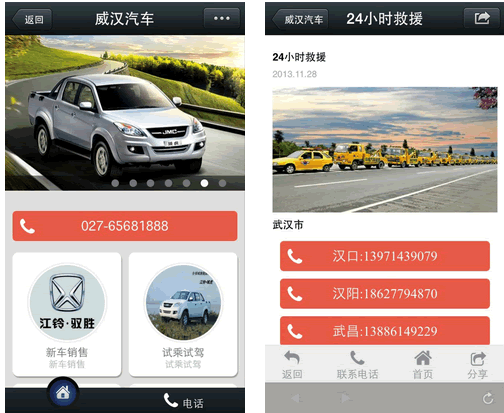 返回
威汉汽车
JMC
027-65681888
江铃·驭胜
新车销售
新车销售
试乘试驾
试乘试驾
电话
威汉汽车
24小时救援
24小时救援
2013.11.28
武汉市
汉口:13971439079
汉阳:18627794870
武昌:13886149229
返回
联系电话
首页
分享